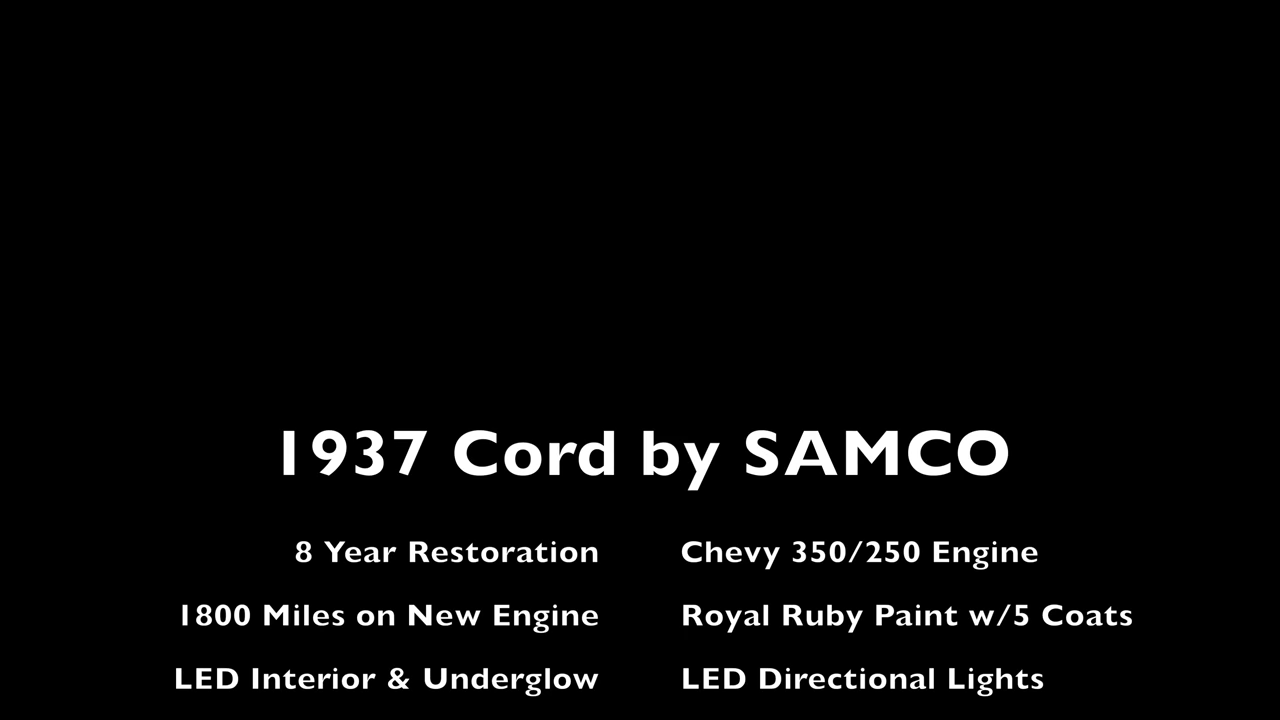 1937 Cord by SAMCO
8 Year Restoration Chevy 350/250 Engine
1800 Miles on New Engine Royal Ruby Paint w/5 Coats
LED Interior & Underglow LED Directional Lights